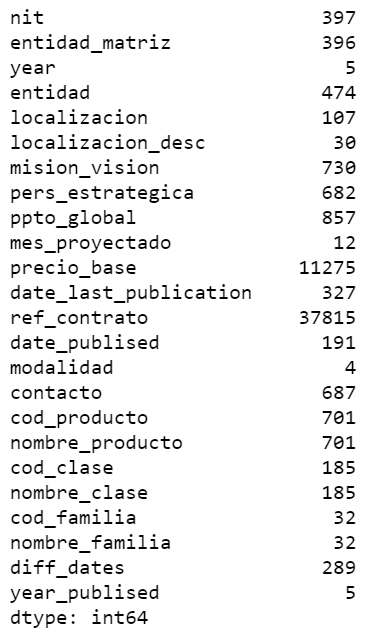 nit 397
entidad_matriz 396
year 5
entidad 474
localizacion 107
localizacion_desc 30
mision_vision 730
pers_estrategica 682
ppto_global 857
mes_proyectado 12
precio_base 11275
date_last_publication 327
ref_contrato 37815
date_publised 191
modalidad 4
contacto 687
cod_producto 701
nombre_producto 701
cod_clase 185
nombre_clase 185
cod_familia 32
nombre_familia 32
diff_dates 289
year_publised 5
dtype: int64